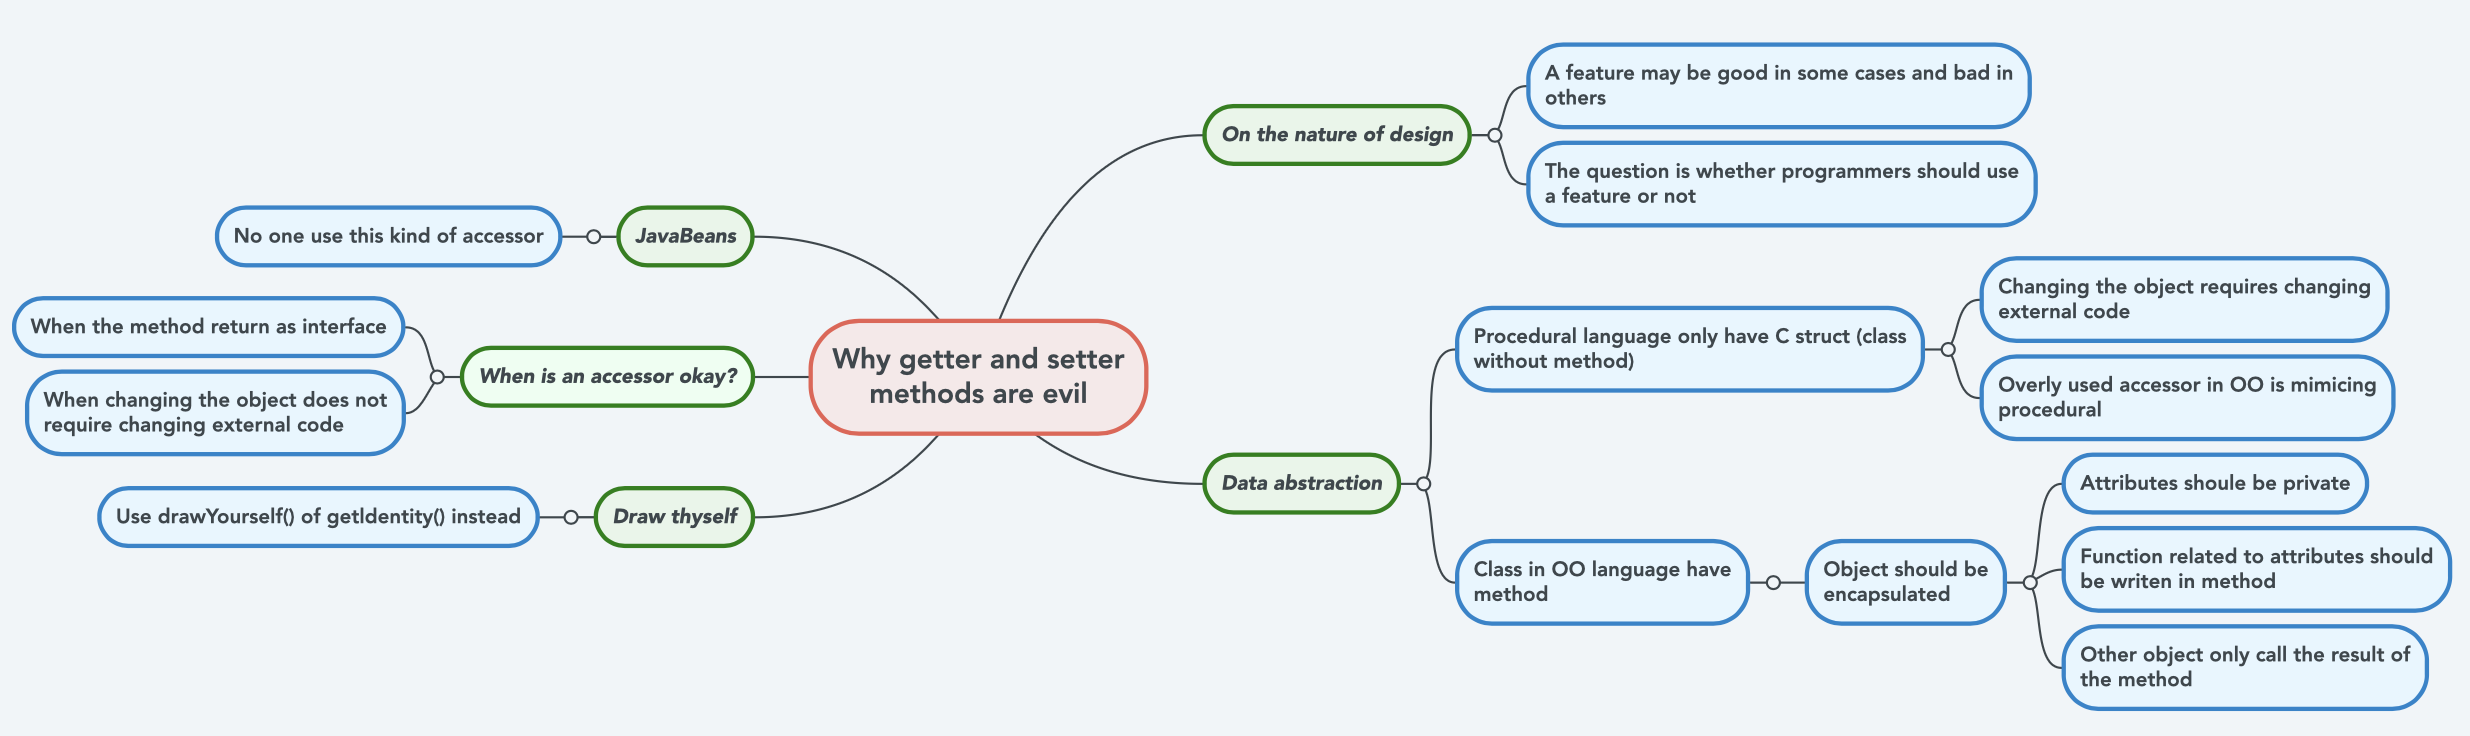 Why getter and setter
methods are evil
On the nature of design
A feature may be good in some cases and bad in
others
The question is whether programmers should use
a feature or not
Data abstraction
Procedural language only have C struct (class
without method)
Changing the object requires changing
external code
Overly used accessor in OO is mimicing
procedural
Class in OO language have
method
Object should be
encapsulated
Attributes shoule be private
Function related to attributes should
be writen in method
Other object only call the result of
the method
JavaBeans
No one use this kind of accessor
When is an accessor okay?
When the method return as interface
When changing the object does not
require changing external code
Draw thyself
Use drawYourself() of getIdentity() instead